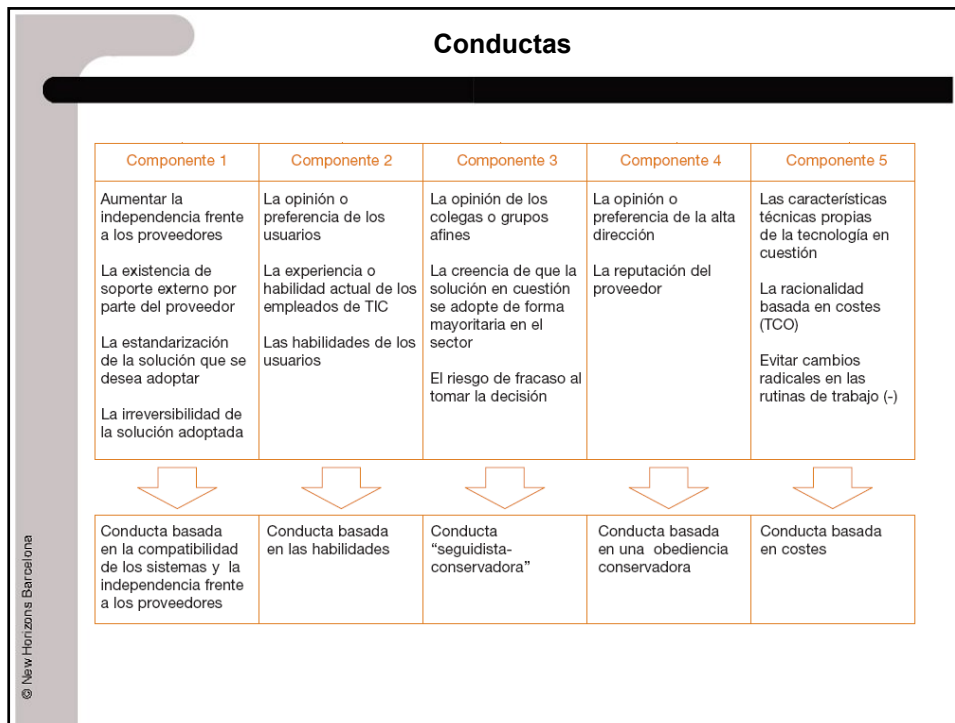 Conductas
Componente 1
Aumentar la
independencia frente
a los proveedores
La existencia de
soporte externo por
parte del proveedor
La estandarización
de la solución que se
desea adoptar
La irreversibilidad de
la solución adoptada
Conducta basada
en la compatibilidad
de los sistemas y la
independencia frente
a los proveedores
Componente 2
La opinión o
preferencia de los
usuarios
La experiencia o
habilidad actual de los
empleados de TIC
Las habilidades de los
usuarios
Conducta basada
en las habilidades
Componente 3
La opinión de los
colegas o grupos
afines
La creencia de que la
solución en cuestión
se adopte de forma
mayoritaria en el
sector
El riesgo de fracaso al
tomar la decisión
Conducta
“seguidista-
conservadora”
Componente 4
La opinión o
preferencia de la alta
dirección
La reputación del
proveedor
Conducta basada
en una obediencia
conservadora
Componente 5
Las características
técnicas propias
de la tecnología en
cuestión
La racionalidad
basada en costes
(TCO)
Evitar cambios
radicales en las
rutinas de trabajo (-)
Conducta basada
en costes
© New Horizons Barcelona